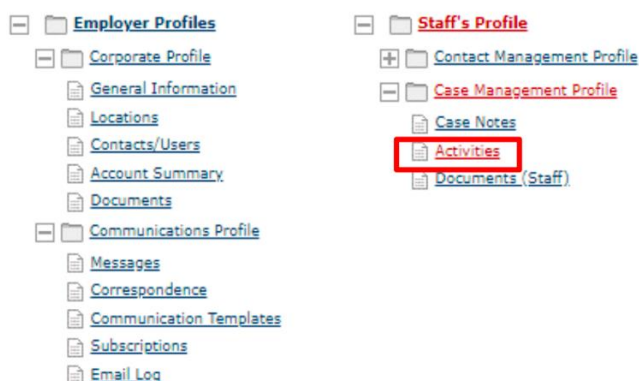 Employer Profiles
Corporate Profile
General Information
Locations
Contacts/Users
Account Summary
Documents
Communications Profile
Messages
Correspondence
Communication Templates
Subscriptions
Email Log
Staff's Profile
Contact Management Profile
Case Management Profile
Case Notes
Activities
Documents (Staff)